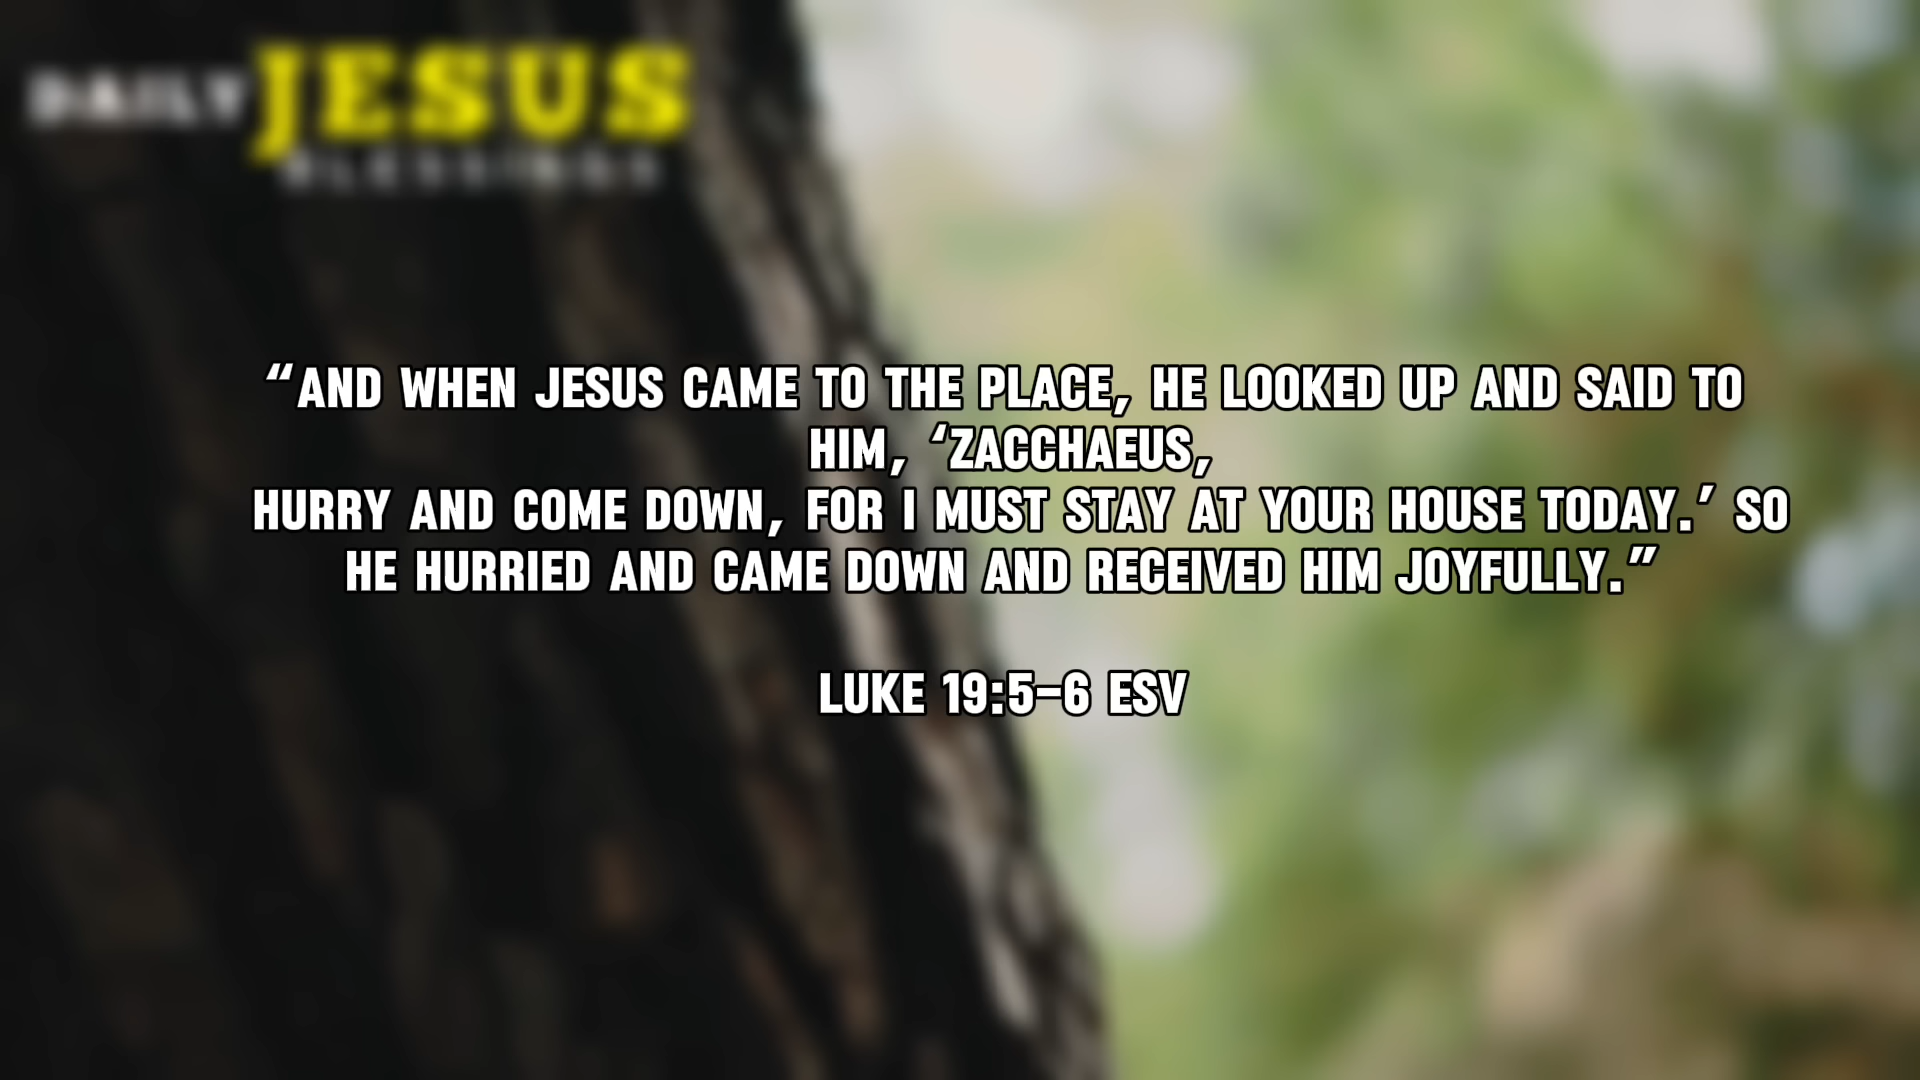 DAILY JESUS
BLESSINGS
“AND WHEN JESUS CAME TO THE PLACE, HE LOOKED UP AND SAID TO
HIM, ‘ZACCHAEUS,
HURRY AND COME DOWN, FOR I MUST STAY AT YOUR HOUSE TODAY.’ SO
HE HURRIED AND CAME DOWN AND RECEIVED HIM JOYFULLY.”
LUKE 19:5–6 ESV